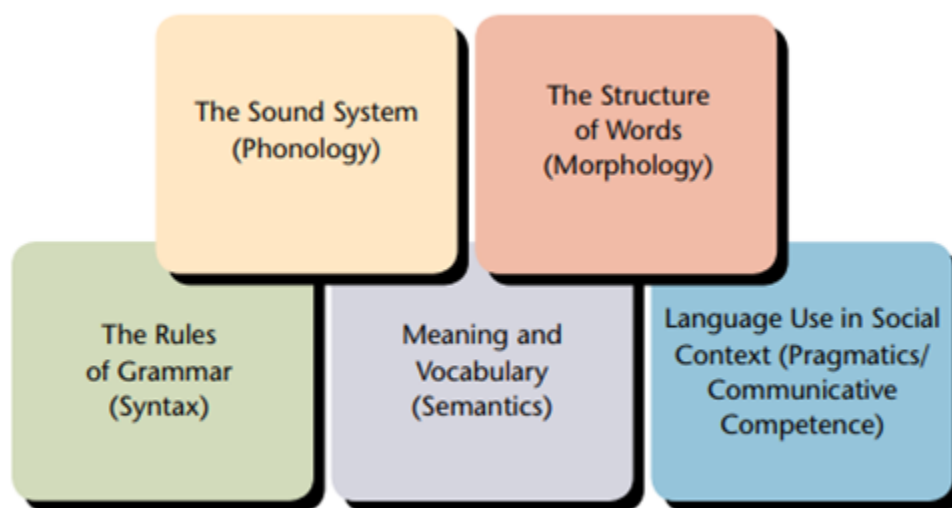 The Sound System
(Phonology)
The Structure
of Words
(Morphology)
The Rules
of Grammar
(Syntax)
Meaning and
Vocabulary
(Semantics)
Language Use in Social
Context (Pragmatics/
Communicative
Competence)